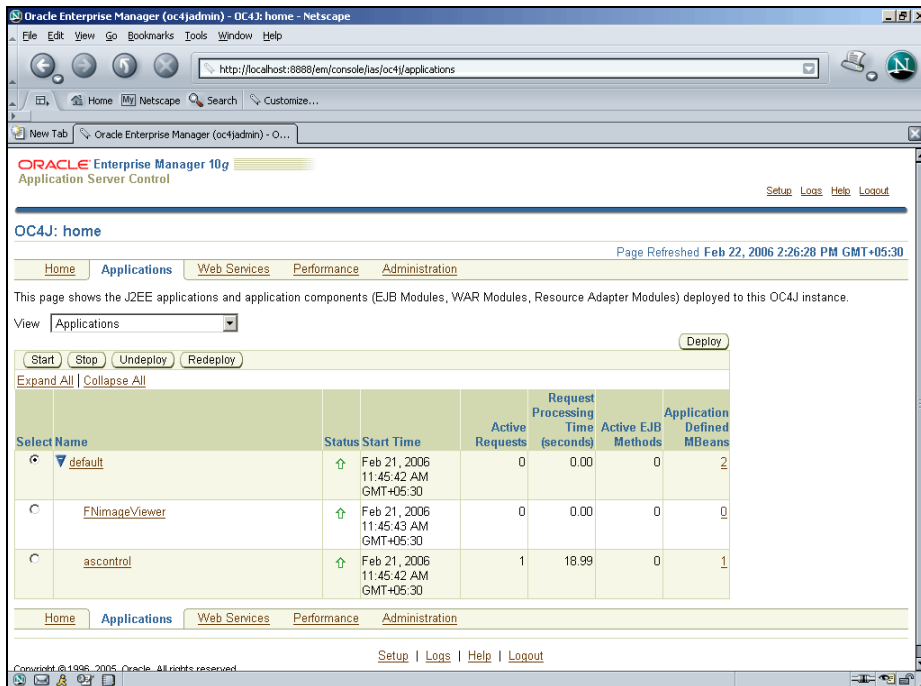 Oracle Enterprise Manager (oc4jadmin) - OC4J: home - Netscape
File Edit View Go Bookmarks Tools Window Help
http://localhost:8888/em/console/ias/oc4j/applications
Home My Netscape Search Customize...
New Tab Oracle Enterprise Manager (oc4jadmin) - O...
ORACLE Enterprise Manager 10g
Application Server Control
Setup Logs Help Logout
OC4J: home
Page Refreshed Feb 22, 2006 2:26:28 PM GMT+05:30
Home Applications Web Services Performance Administration
This page shows the J2EE applications and application components (EJB Modules, WAR Modules, Resource Adapter Modules) deployed to this OC4J instance.
View Applications
Deploy
Start Stop Undeploy Redeploy
Expand All | Collapse All
Select Name Status Start Time Active Requests Request Processing Time (seconds) Active EJB Methods Application Defined MBeans
default Feb 21, 2006 11:45:42 AM GMT+05:30 0 0.00 0 2
FNimageViewer Feb 21, 2006 11:45:43 AM GMT+05:30 0 0.00 0 0
ascontrol Feb 21, 2006 11:45:42 AM GMT+05:30 1 18.99 0 1
Home Applications Web Services Performance Administration
Setup | Logs | Help | Logout
Copyright © 1996, 2005, Oracle. All rights reserved.